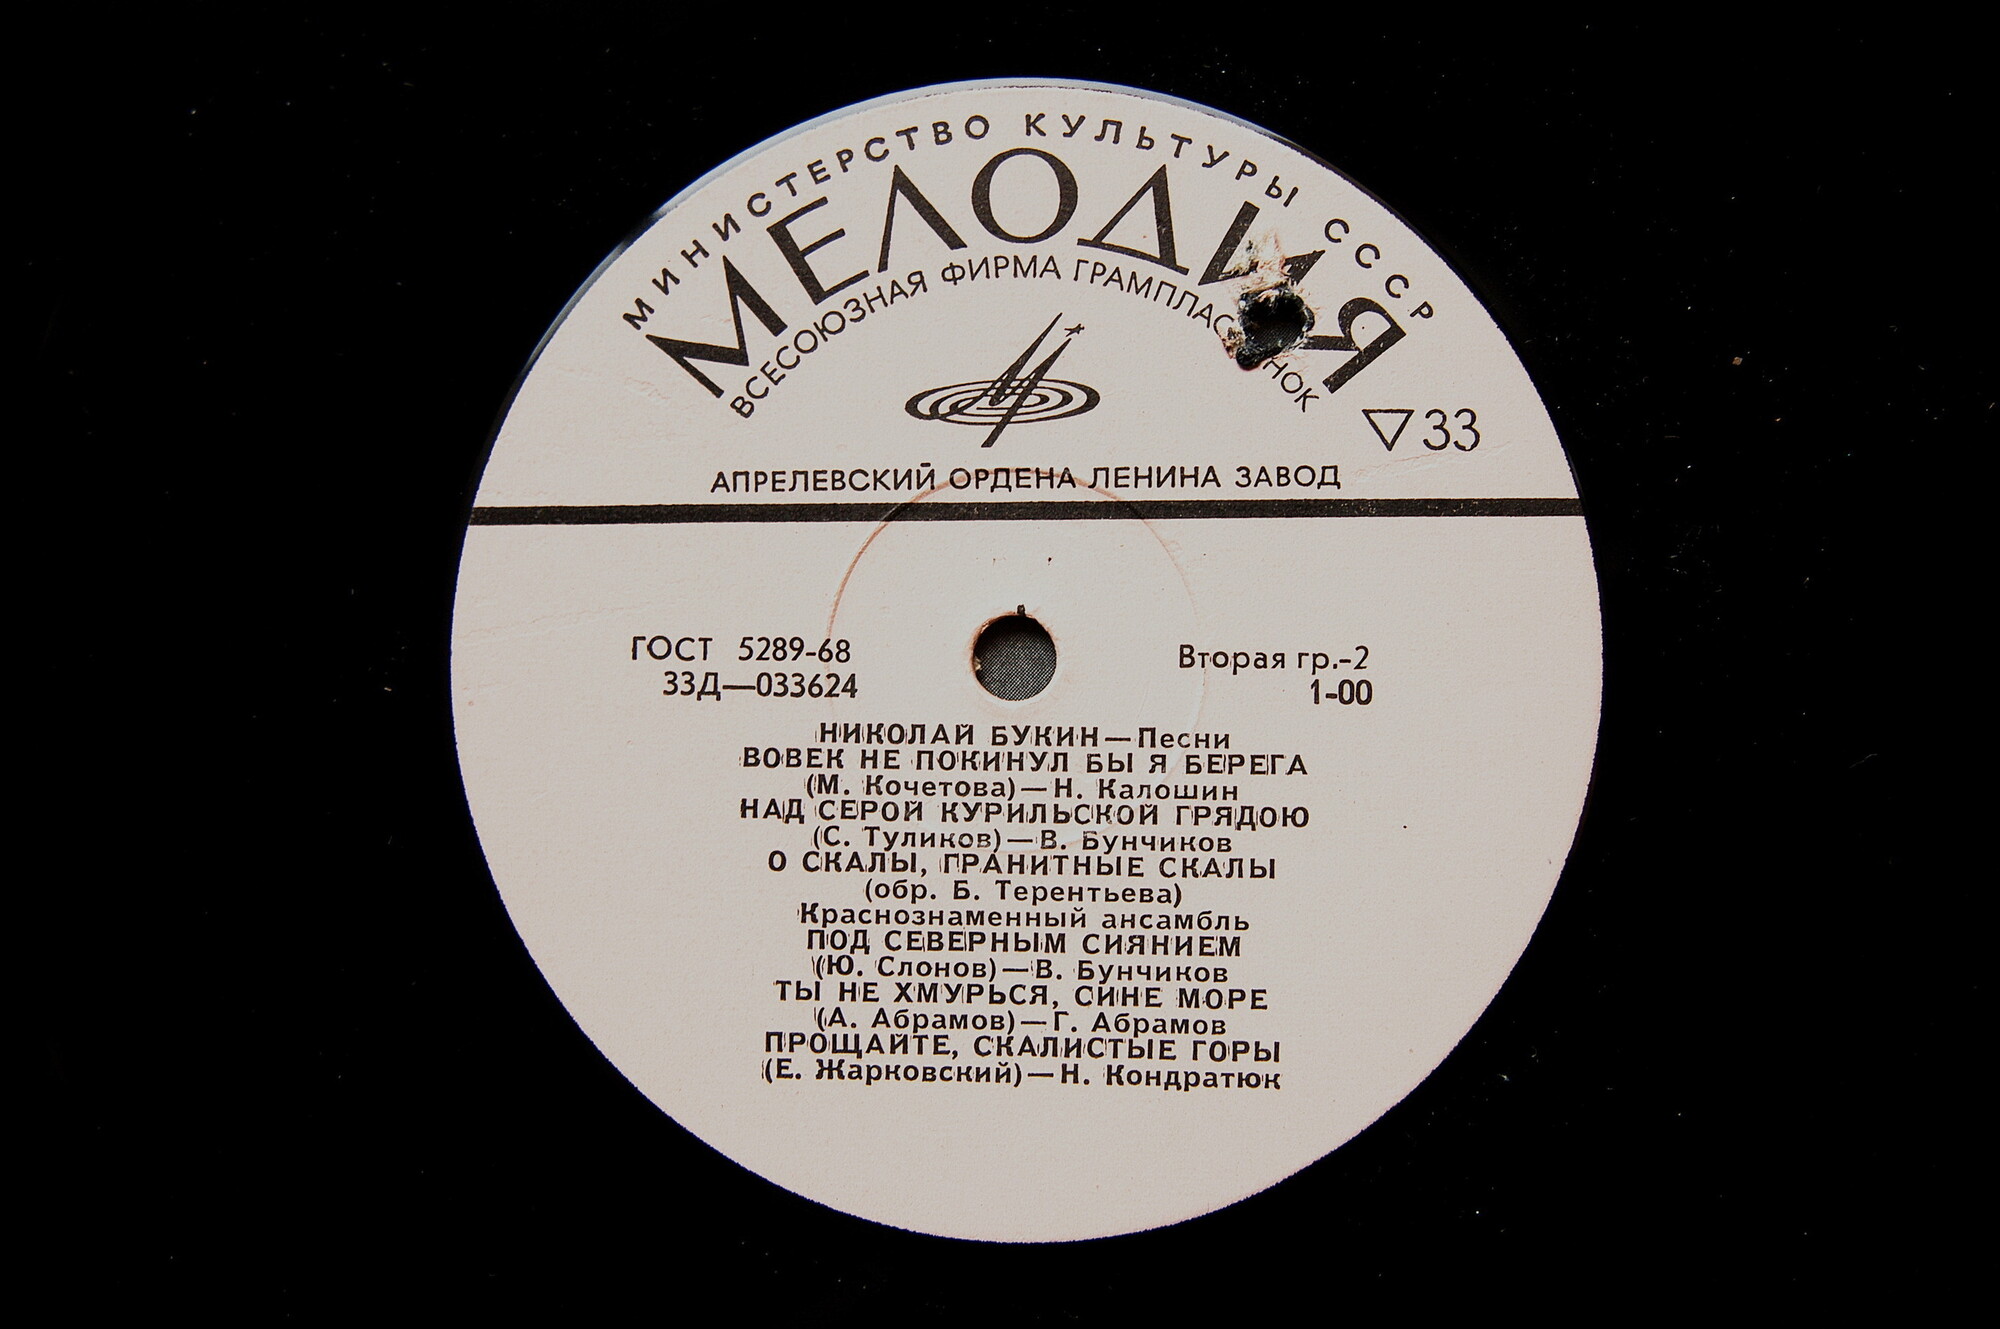 МИНИСТЕРСТВО КУЛЬТУРЫ СССР
МЕЛОДИЯ
ВСЕСОЮЗНАЯ ФИРМА
▽33
АПРЕЛЕВСКИЙ ОРДЕНА ЛЕНИНА ЗАВОД
ГОСТ 5289-68 Вторая гр.-2
33Д—033624 1-00
НИКОЛАЙ БУКИН—Песни
ВОВЕК НЕ ПОКИНУЛ БЫ Я БЕРЕГА
(М. Кочетова)—Н. Калошин
НАД СЕРОЙ КУРИЛЬСКОЙ ГРЯДОЮ
(С. Туликов)—В. Бунчиков
О СКАЛЫ, ГРАНИТНЫЕ СКАЛЫ
(обр. Б. Терентьева)
Краснознаменный ансамбль
ПОД СЕВЕРНЫМ СИЯНИЕМ
(Ю. Слонов)—В. Бунчиков
ТЫ НЕ ХМУРЬСЯ, СИНЕ МОРЕ
(А. Абрамов)—Г. Абрамов
ПРОЩАЙТЕ, СКАЛИСТЫЕ ГОРЫ
(Е. Жарковский)—Н. Кондратюк